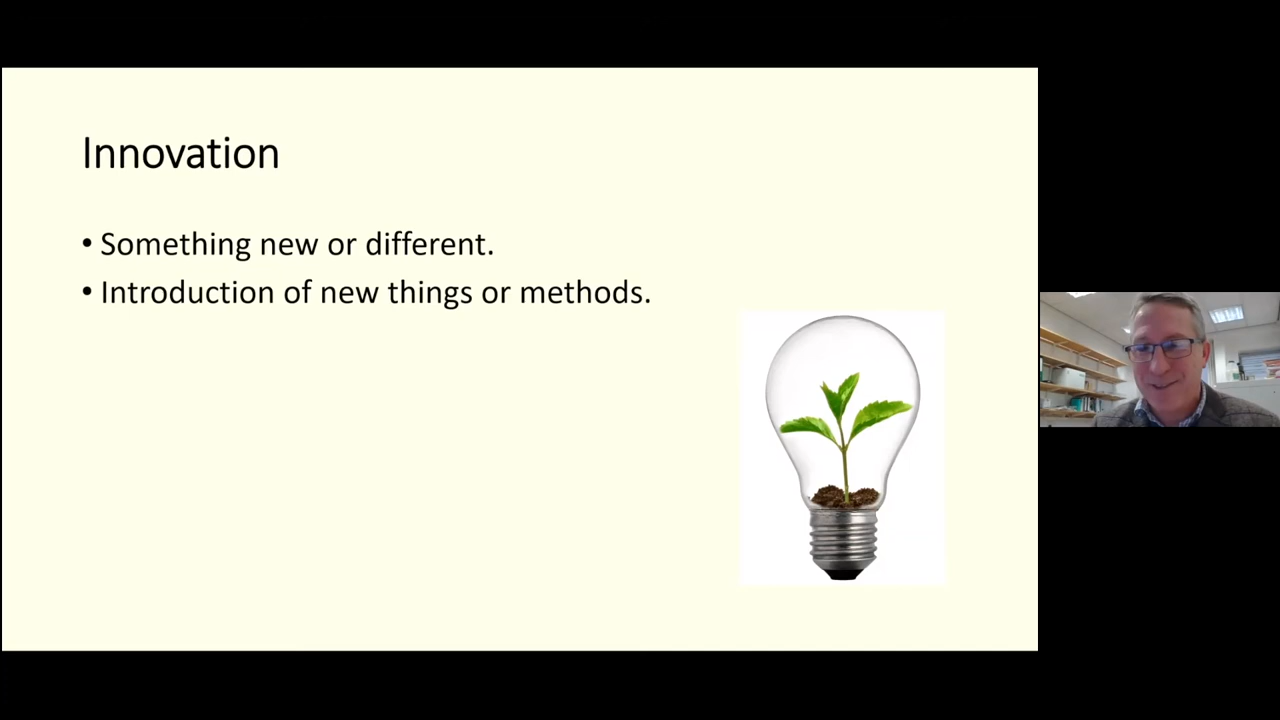 Innovation
• Something new or different.
• Introduction of new things or methods.